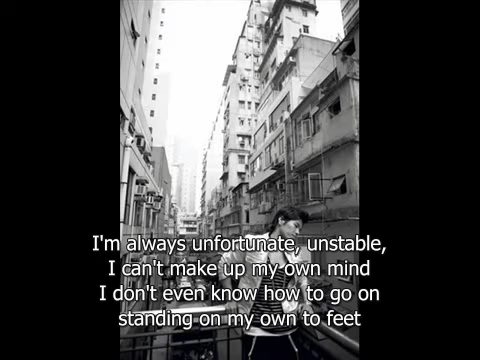 I'm always unfortunate, unstable,
I can't make up my own mind
I don't even know how to go on
standing on my own to feet